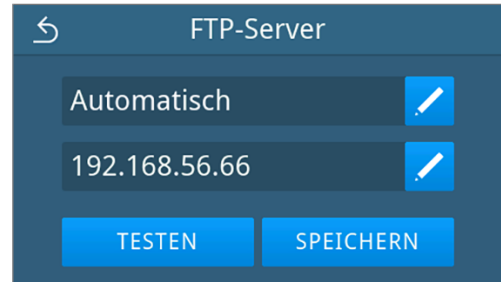 FTP-Server
Automatisch
192.168.56.66
TESTEN SPEICHERN